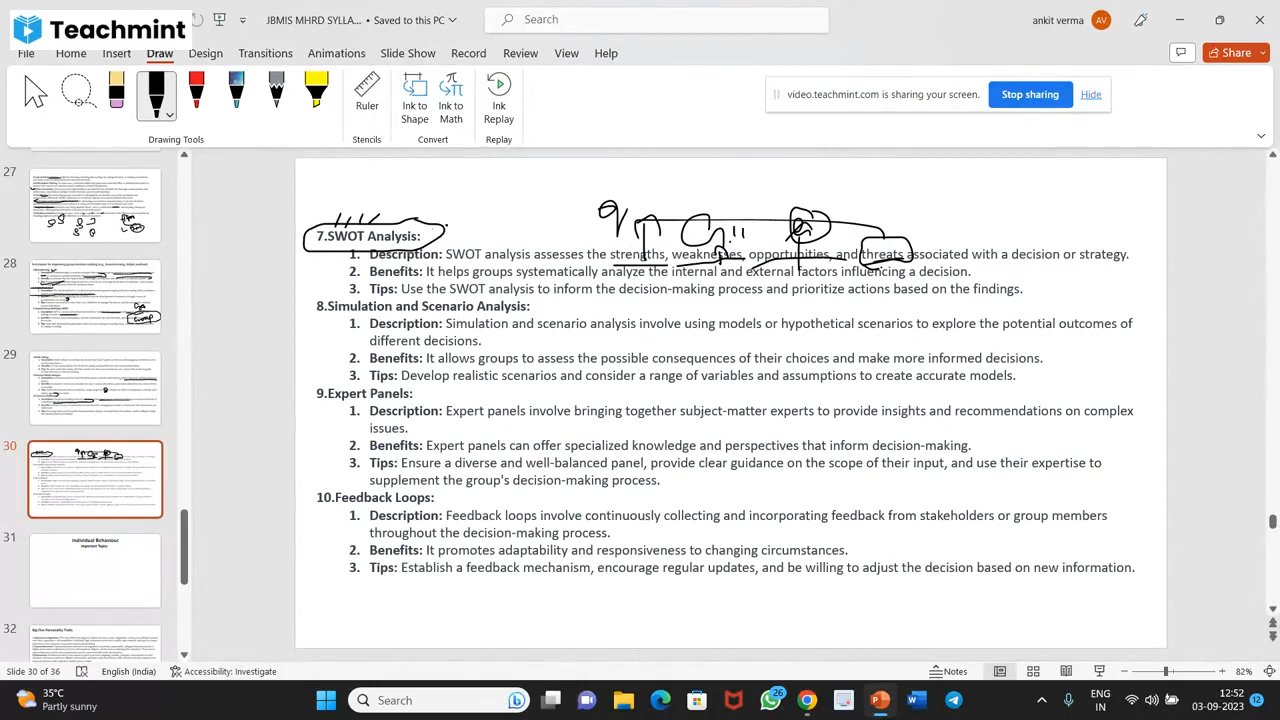 Teachmint
JBMIS MHRD SYLLA... • Saved to this PC
Search
ankit verma
AV
File Home Insert Draw Design Transitions Animations Slide Show Record Review View Help
Share
Ruler
Ink to Shape
Ink to Math
Ink Replay
Drawing Tools
Stencils
Convert
Replay
video.teachmint.com is sharing your screen.
Stop sharing
Hide
27
28
29
30
31
Individual Behaviour
Important Topics
32
Big Five Personality Traits
7.SWOT Analysis:
1. Description: SWOT analysis assesses the strengths, weaknesses, opportunities, and threats associated with a decision or strategy.
2. Benefits: It helps groups systematically analyze the internal and external factors influencing a decision.
3. Tips: Use the SWOT analysis to inform the decision-making process and prioritize actions based on the findings.
8.Simulation and Scenario Analysis:
1. Description: Simulation and scenario analysis involve using models or hypothetical scenarios to explore the potential outcomes of
different decisions.
2. Benefits: It allows groups to assess the possible consequences of their choices and make more informed decisions.
3. Tips: Develop realistic scenarios and consider a range of variables and assumptions to create a robust analysis.
9.Expert Panels:
1. Description: Expert panels involve bringing together subject-matter experts to provide insights and recommendations on complex
issues.
2. Benefits: Expert panels can offer specialized knowledge and perspectives that inform decision-making.
3. Tips: Ensure a diverse and well-balanced panel, provide clear guidance on the scope of their input, and use their expertise to
supplement the group decision-making process.
10.Feedback Loops:
1. Description: Feedback loops involve continuously collecting and incorporating feedback from stakeholders or group members
throughout the decision-making process.
2. Benefits: It promotes adaptability and responsiveness to changing circumstances.
3. Tips: Establish a feedback mechanism, encourage regular updates, and be willing to adjust the decision based on new information.
Slide 30 of 36
English (India)
Accessibility: Investigate
Notes
82%
35°C
Partly sunny
Search
26
ENG
IN
12:52
03-09-2023